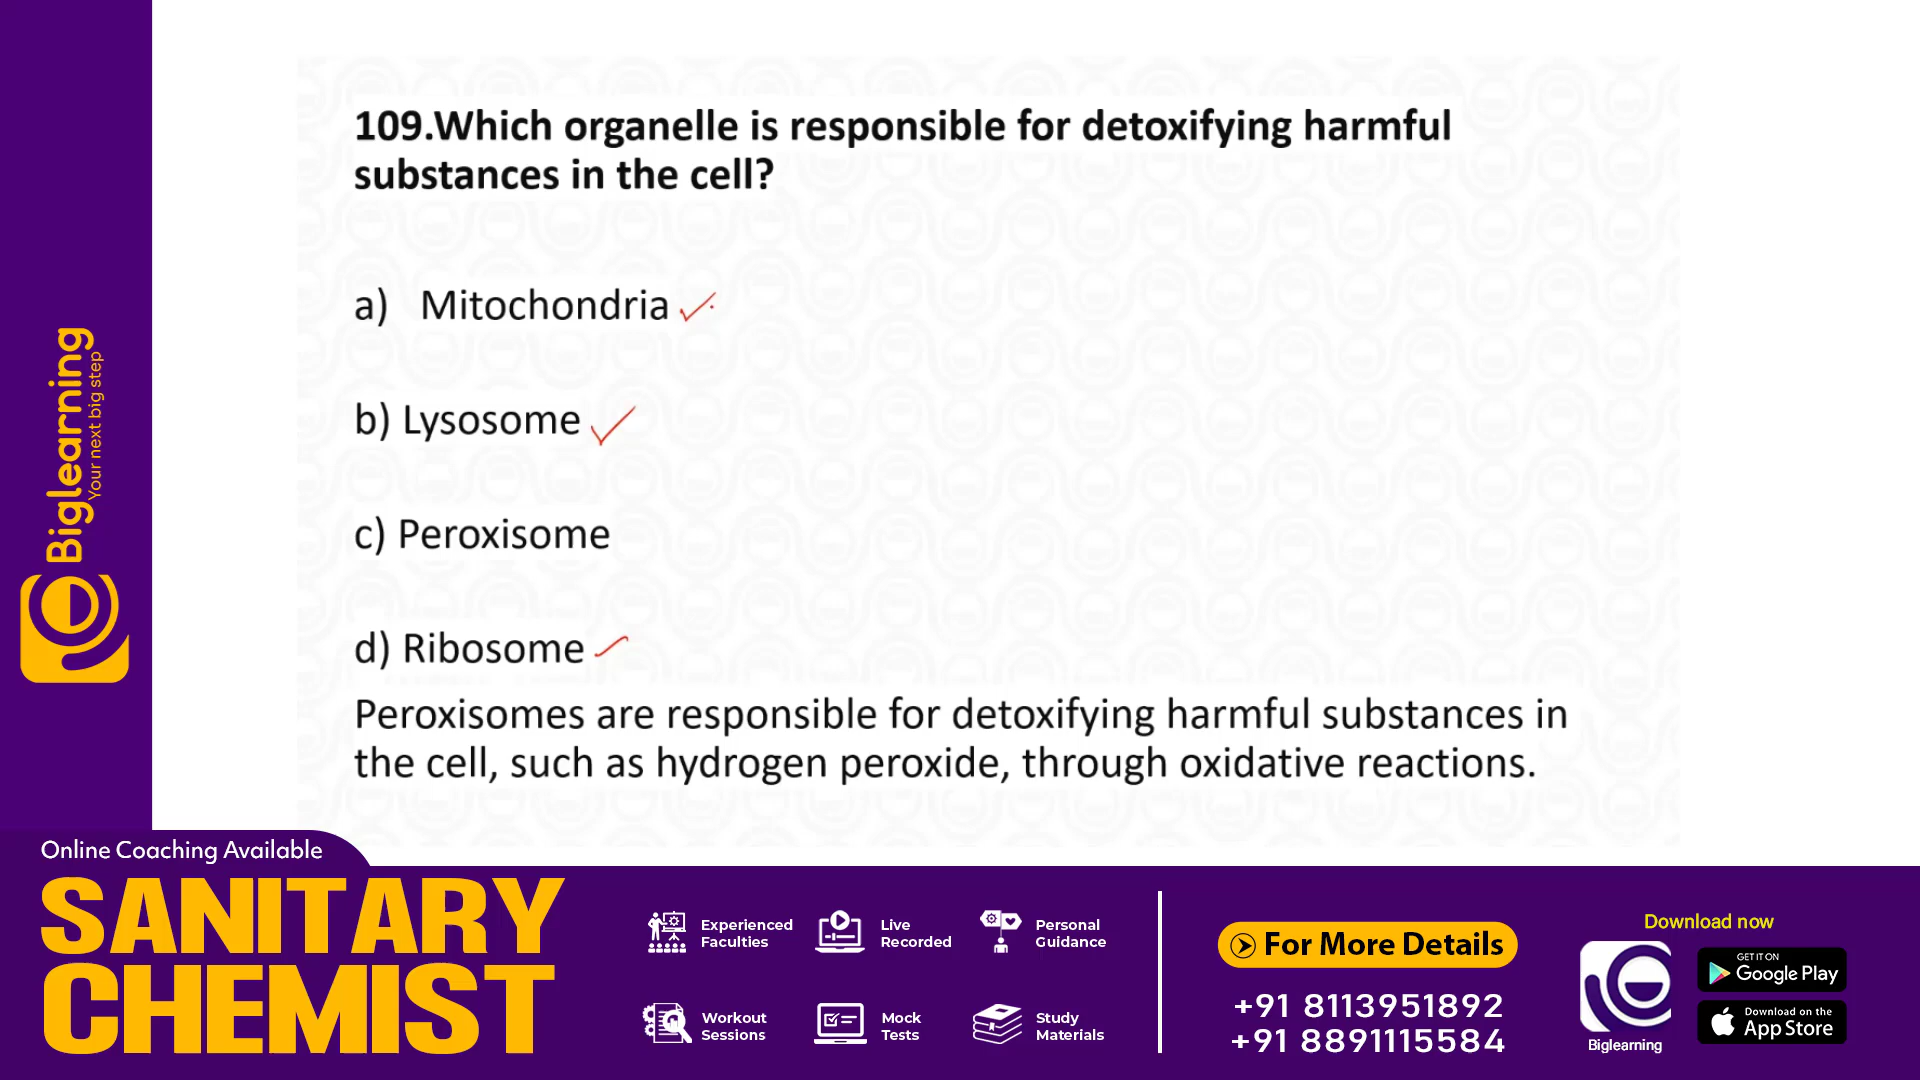 109.Which organelle is responsible for detoxifying harmful
substances in the cell?
a) Mitochondria
b) Lysosome
c) Peroxisome
d) Ribosome
Peroxisomes are responsible for detoxifying harmful substances in
the cell, such as hydrogen peroxide, through oxidative reactions.
Biglearning
Your next big step
Online Coaching Available
SANITARY
CHEMIST
Experienced
Faculties
Live
Recorded
Personal
Guidance
Workout
Sessions
Mock
Tests
Study
Materials
For More Details
+91 8113951892
+91 8891115584
Download now
Biglearning
GET IT ON
Google Play
Download on the
App Store